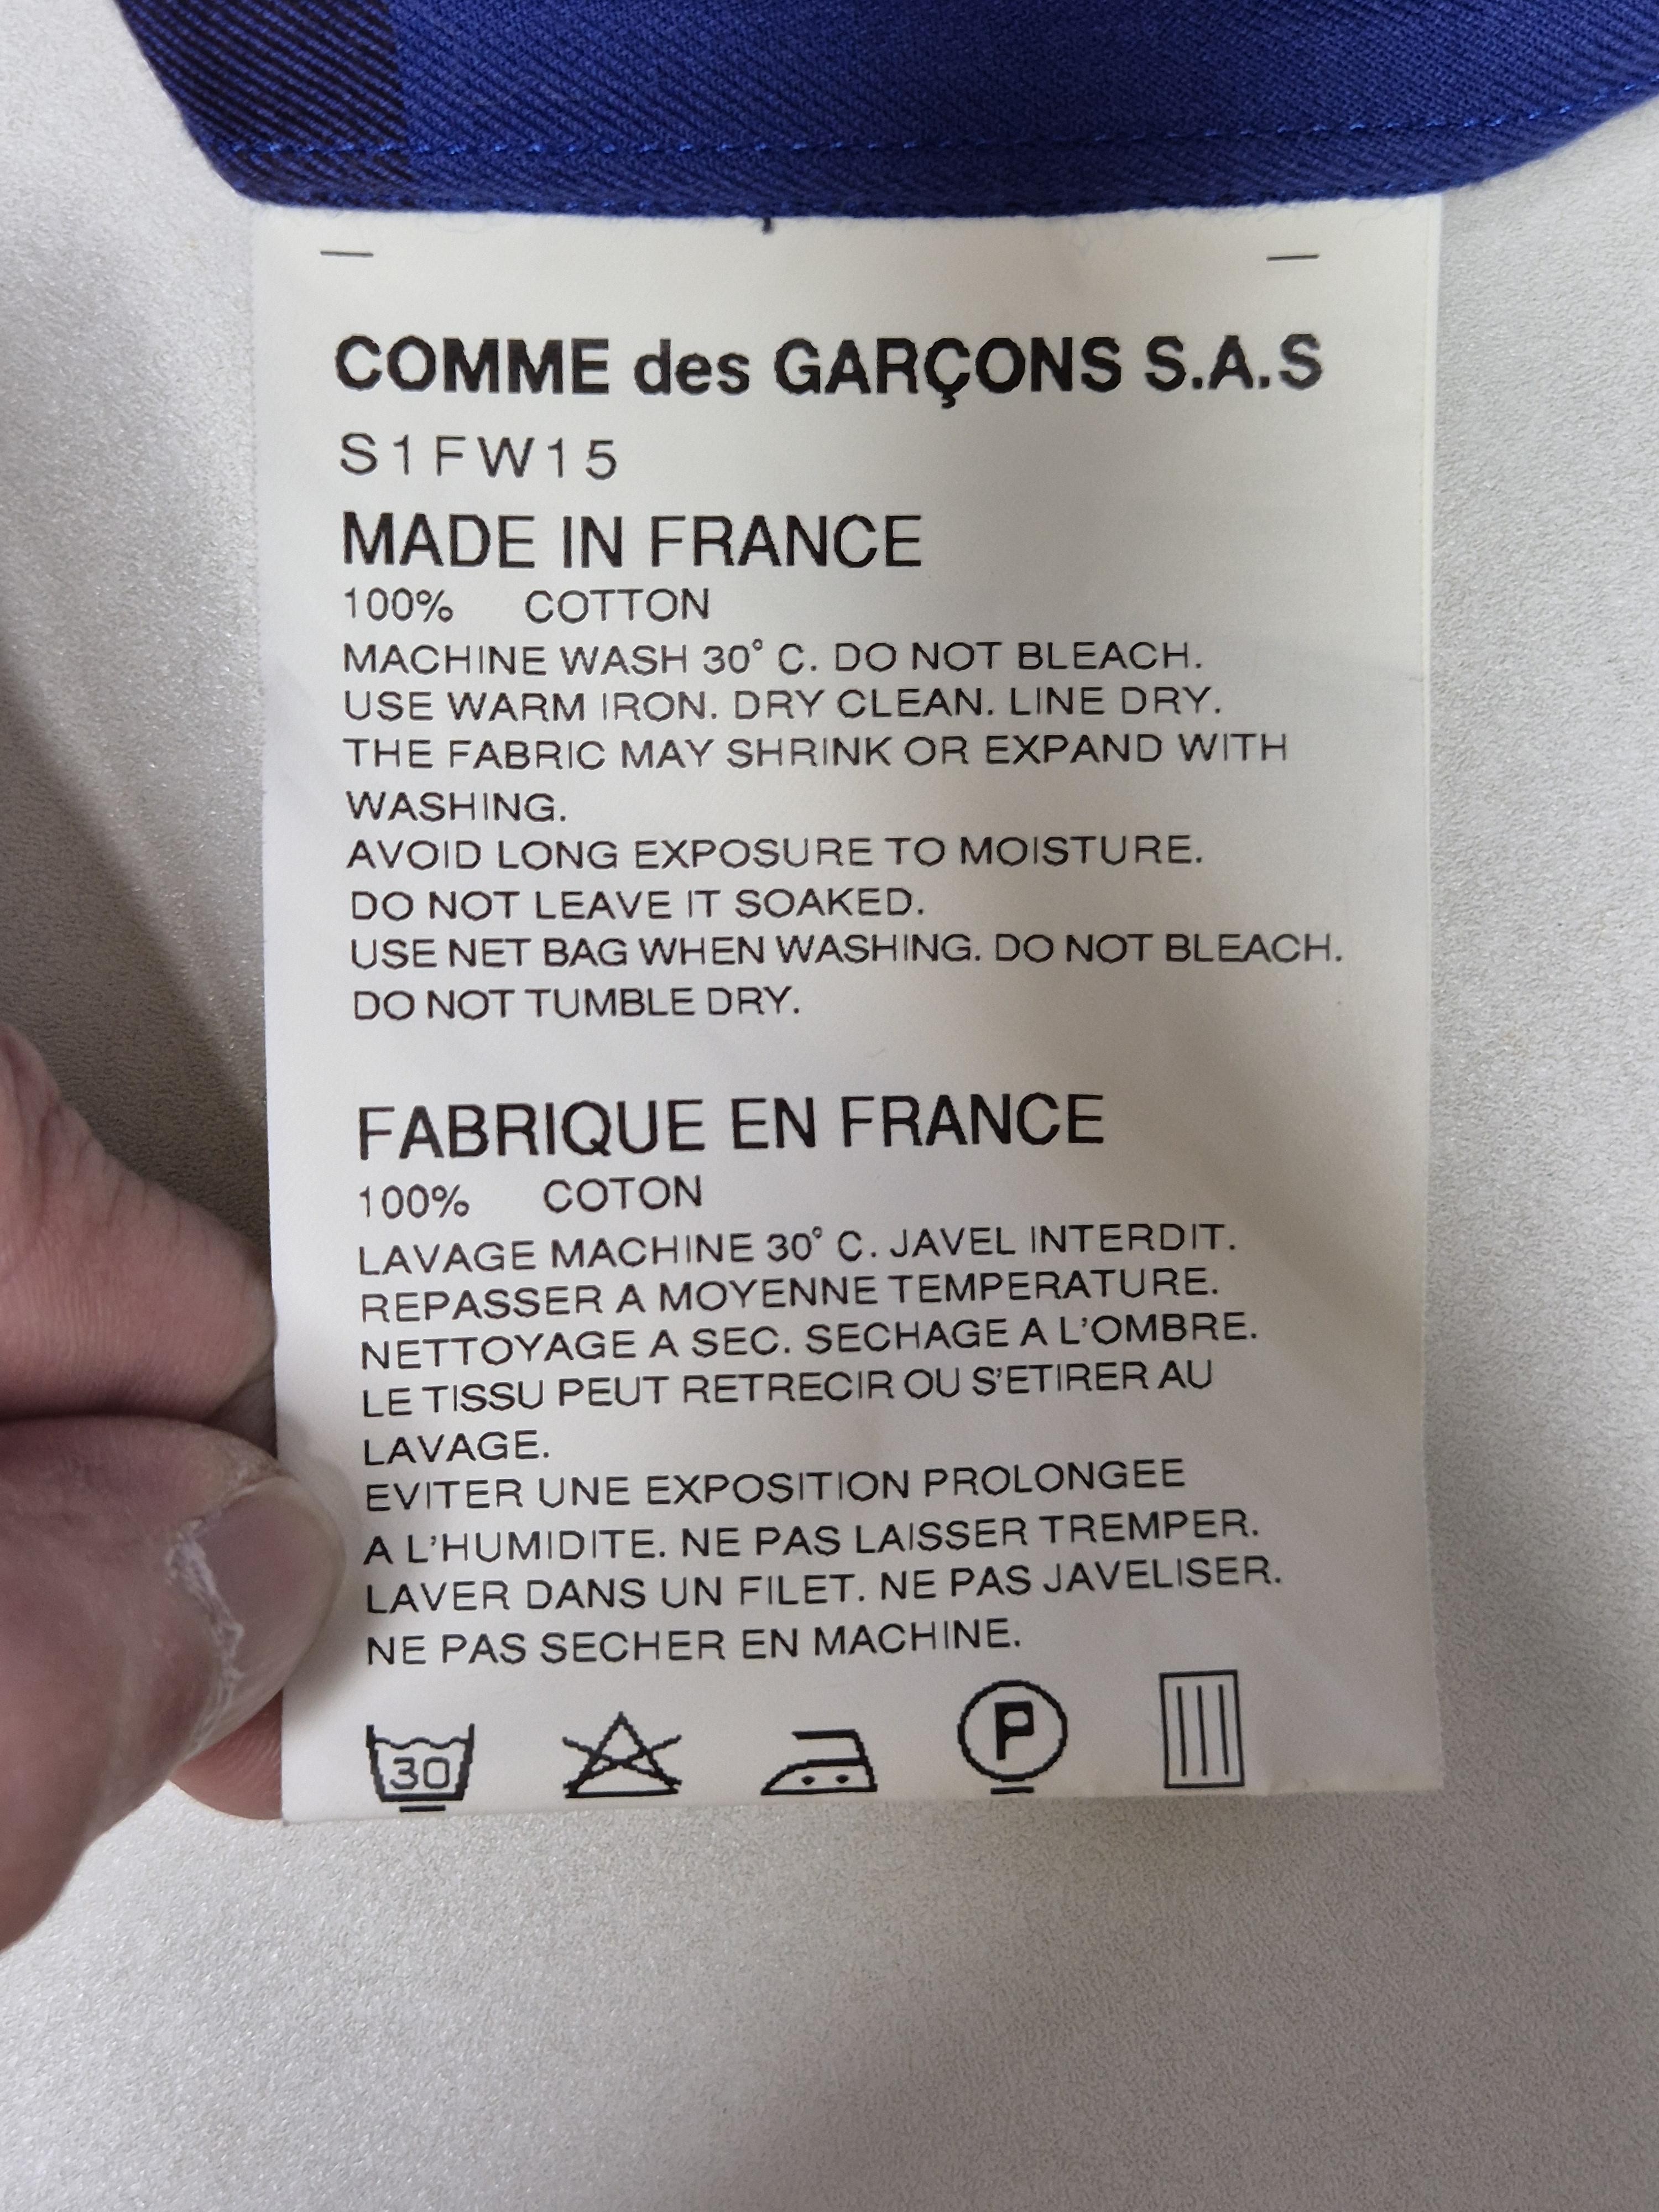 COMME des GARÇONS S.A.S
S1FW15
MADE IN FRANCE
100% COTTON
MACHINE WASH 30° C. DO NOT BLEACH.
USE WARM IRON. DRY CLEAN. LINE DRY.
THE FABRIC MAY SHRINK OR EXPAND WITH
WASHING.
AVOID LONG EXPOSURE TO MOISTURE.
DO NOT LEAVE IT SOAKED.
USE NET BAG WHEN WASHING. DO NOT BLEACH.
DO NOT TUMBLE DRY.
FABRIQUE EN FRANCE
100% COTON
LAVAGE MACHINE 30° C. JAVEL INTERDIT.
REPASSER A MOYENNE TEMPERATURE.
NETTOYAGE A SEC. SECHAGE A L'OMBRE.
LE TISSU PEUT RETRECIR OU S'ETIRER AU
LAVAGE.
EVITER UNE EXPOSITION PROLONGEE
A L'HUMIDITE. NE PAS LAISSER TREMPER.
LAVER DANS UN FILET. NE PAS JAVELISER.
NE PAS SECHER EN MACHINE.
30 P